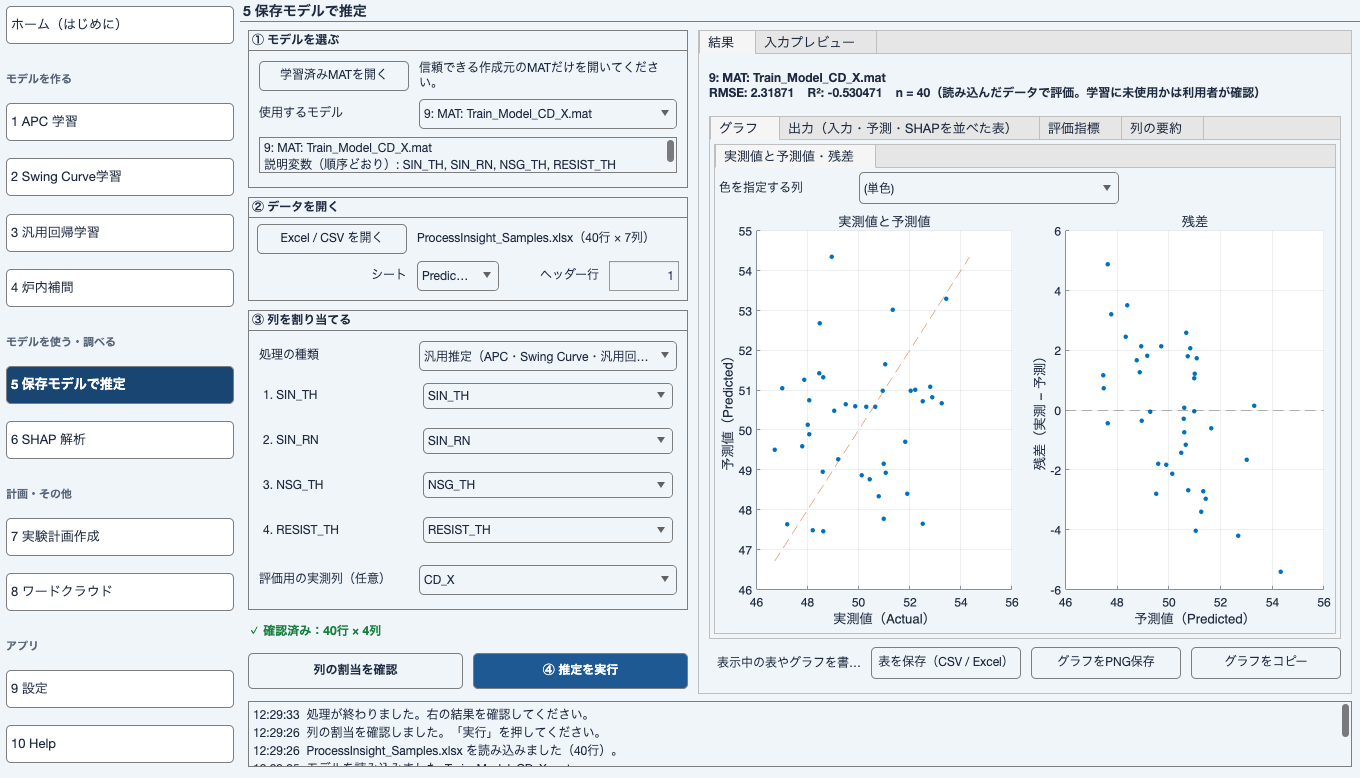 ホーム（はじめに）
モデルを作る
1 APC 学習
2 Swing Curve学習
3 汎用回帰学習
4 炉内補間
モデルを使う・調べる
5 保存モデルで推定
6 SHAP 解析
計画・その他
7 実験計画作成
8 ワードクラウド
アプリ
9 設定
10 Help
5 保存モデルで推定
① モデルを選ぶ
学習済みMATを開く
信頼できる作成元のMATだけを開いてくださ
い。
使用するモデル
9: MAT: Train_Model_CD_X.mat
9: MAT: Train_Model_CD_X.mat
説明変数（順序どおり）: SIN_TH, SIN_RN, NSG_TH, RESIST_TH
② データを開く
Excel / CSV を開く
ProcessInsight_Samples.xlsx（40行 × 7列）
シート
Predic...
ヘッダー行
1
③ 列を割り当てる
処理の種類
汎用推定（APC・Swing Curve・汎用回...
1. SIN_TH
SIN_TH
2. SIN_RN
SIN_RN
3. NSG_TH
NSG_TH
4. RESIST_TH
RESIST_TH
評価用の実測列（任意）
CD_X
✓ 確認済み：40行 × 4列
列の割当を確認
④ 推定を実行
結果
入力プレビュー
9: MAT: Train_Model_CD_X.mat
RMSE: 2.31871 R²: -0.530471 n = 40（読み込んだデータで評価。学習に未使用かは利用者が確認）
グラフ
出力（入力・予測・SHAPを並べた表）
評価指標
列の要約
実測値と予測値・残差
色を指定する列
(単色)
実測値と予測値
55
54
53
52
51
50
49
48
47
46
46 48 50 52 54 56
予測値（Predicted）
実測値（Actual）
残差
6
4
2
0
-2
-4
-6
46 48 50 52 54 56
残差（実測 − 予測）
予測値（Predicted）
表示中の表やグラフを書...
表を保存（CSV / Excel）
グラフをPNG保存
グラフをコピー
12:29:33 処理が終わりました。右の結果を確認してください。
12:29:26 列の割当を確認しました。「実行」を押してください。
12:29:26 ProcessInsight_Samples.xlsx を読み込みました（40行）。